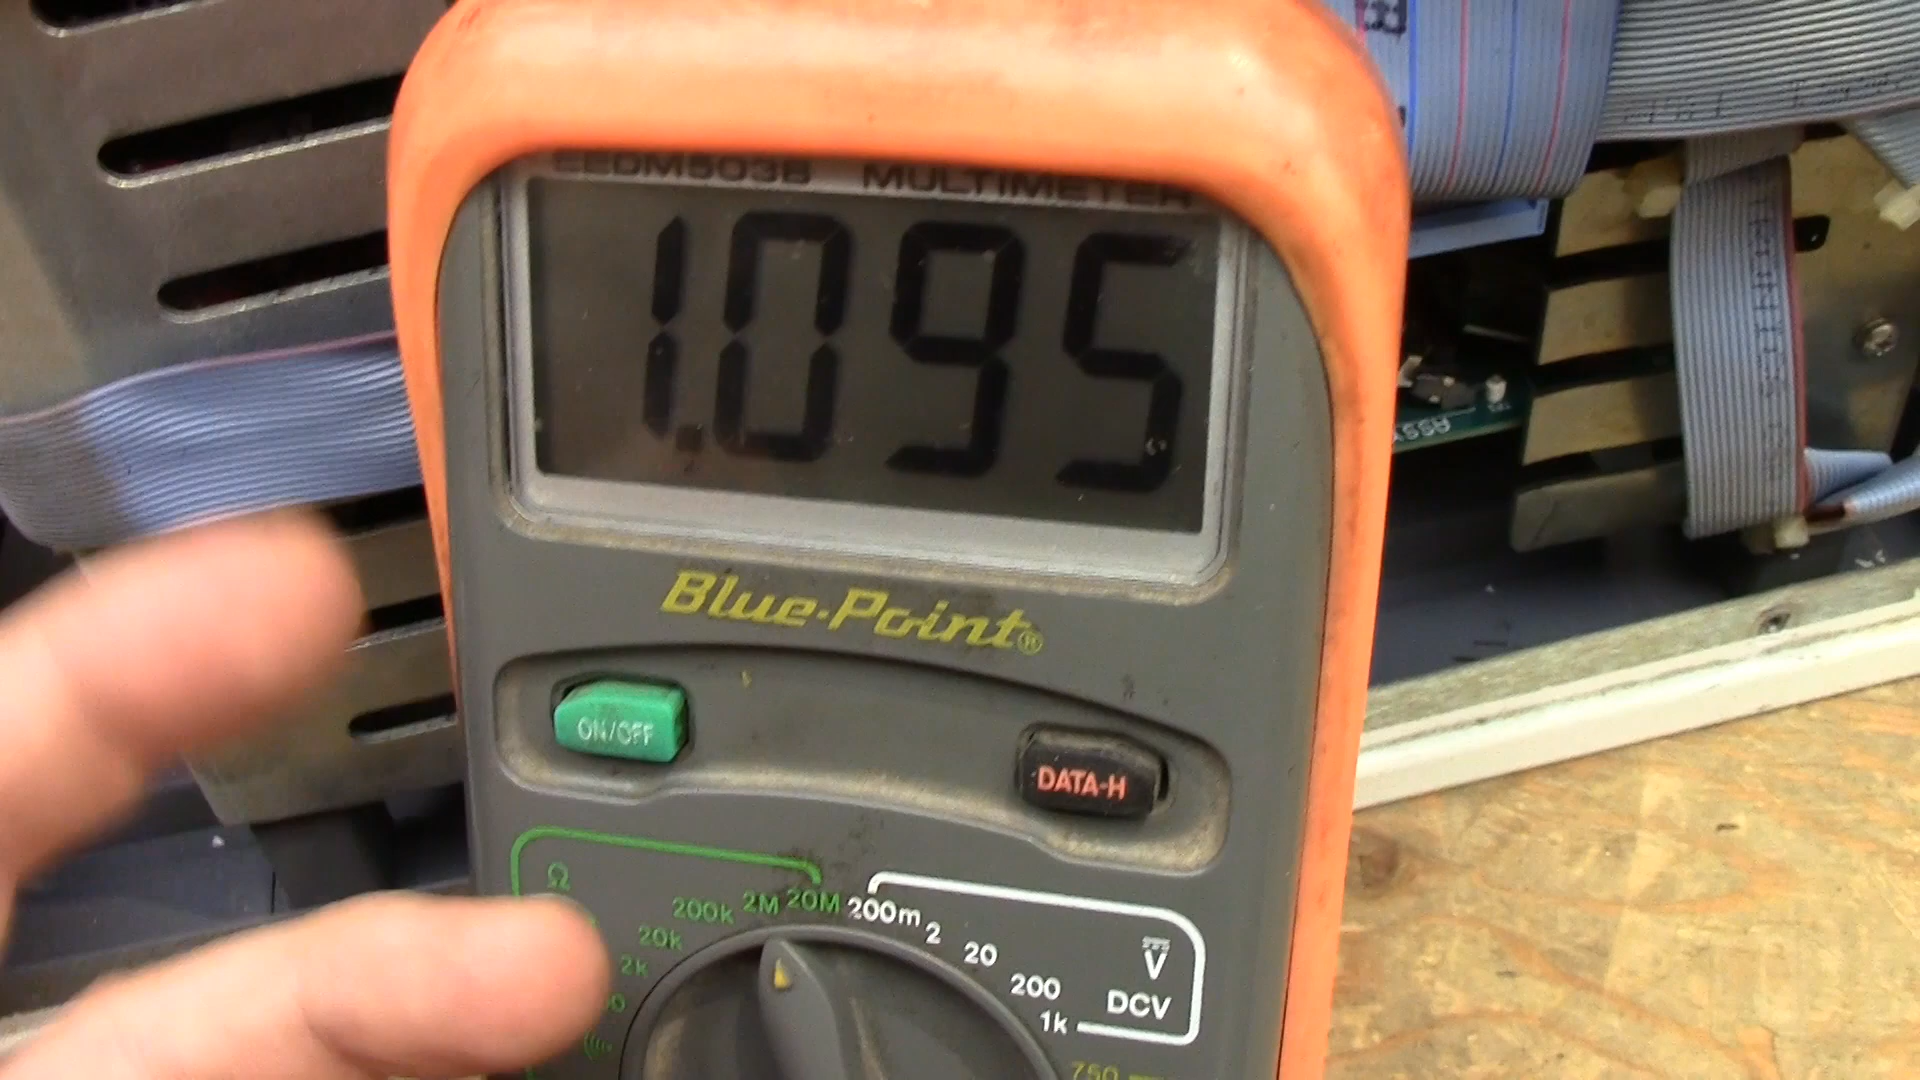 EEDM503B MULTIMETER
1.095
Blue-Point®
ON/OFF
DATA-H
Ω
200k 2M 20M 200m 2 20 200 1k
20k
2k
V
DCV
750
ASSY